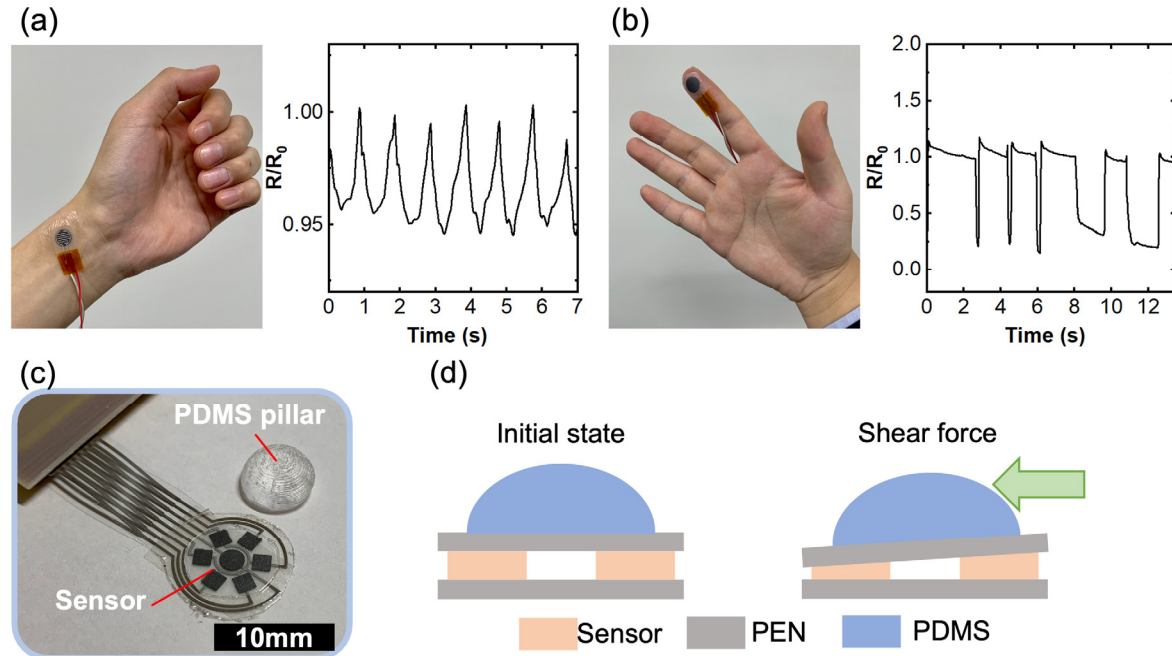 (a)
R/R0
1.00
0.95
0 1 2 3 4 5 6 7
Time (s)
(b)
R/R0
2.0
1.5
1.0
0.5
0.0
0 2 4 6 8 10 12
Time (s)
(c)
PDMS pillar
Sensor
10mm
(d)
Initial state
Shear force
Sensor PEN PDMS